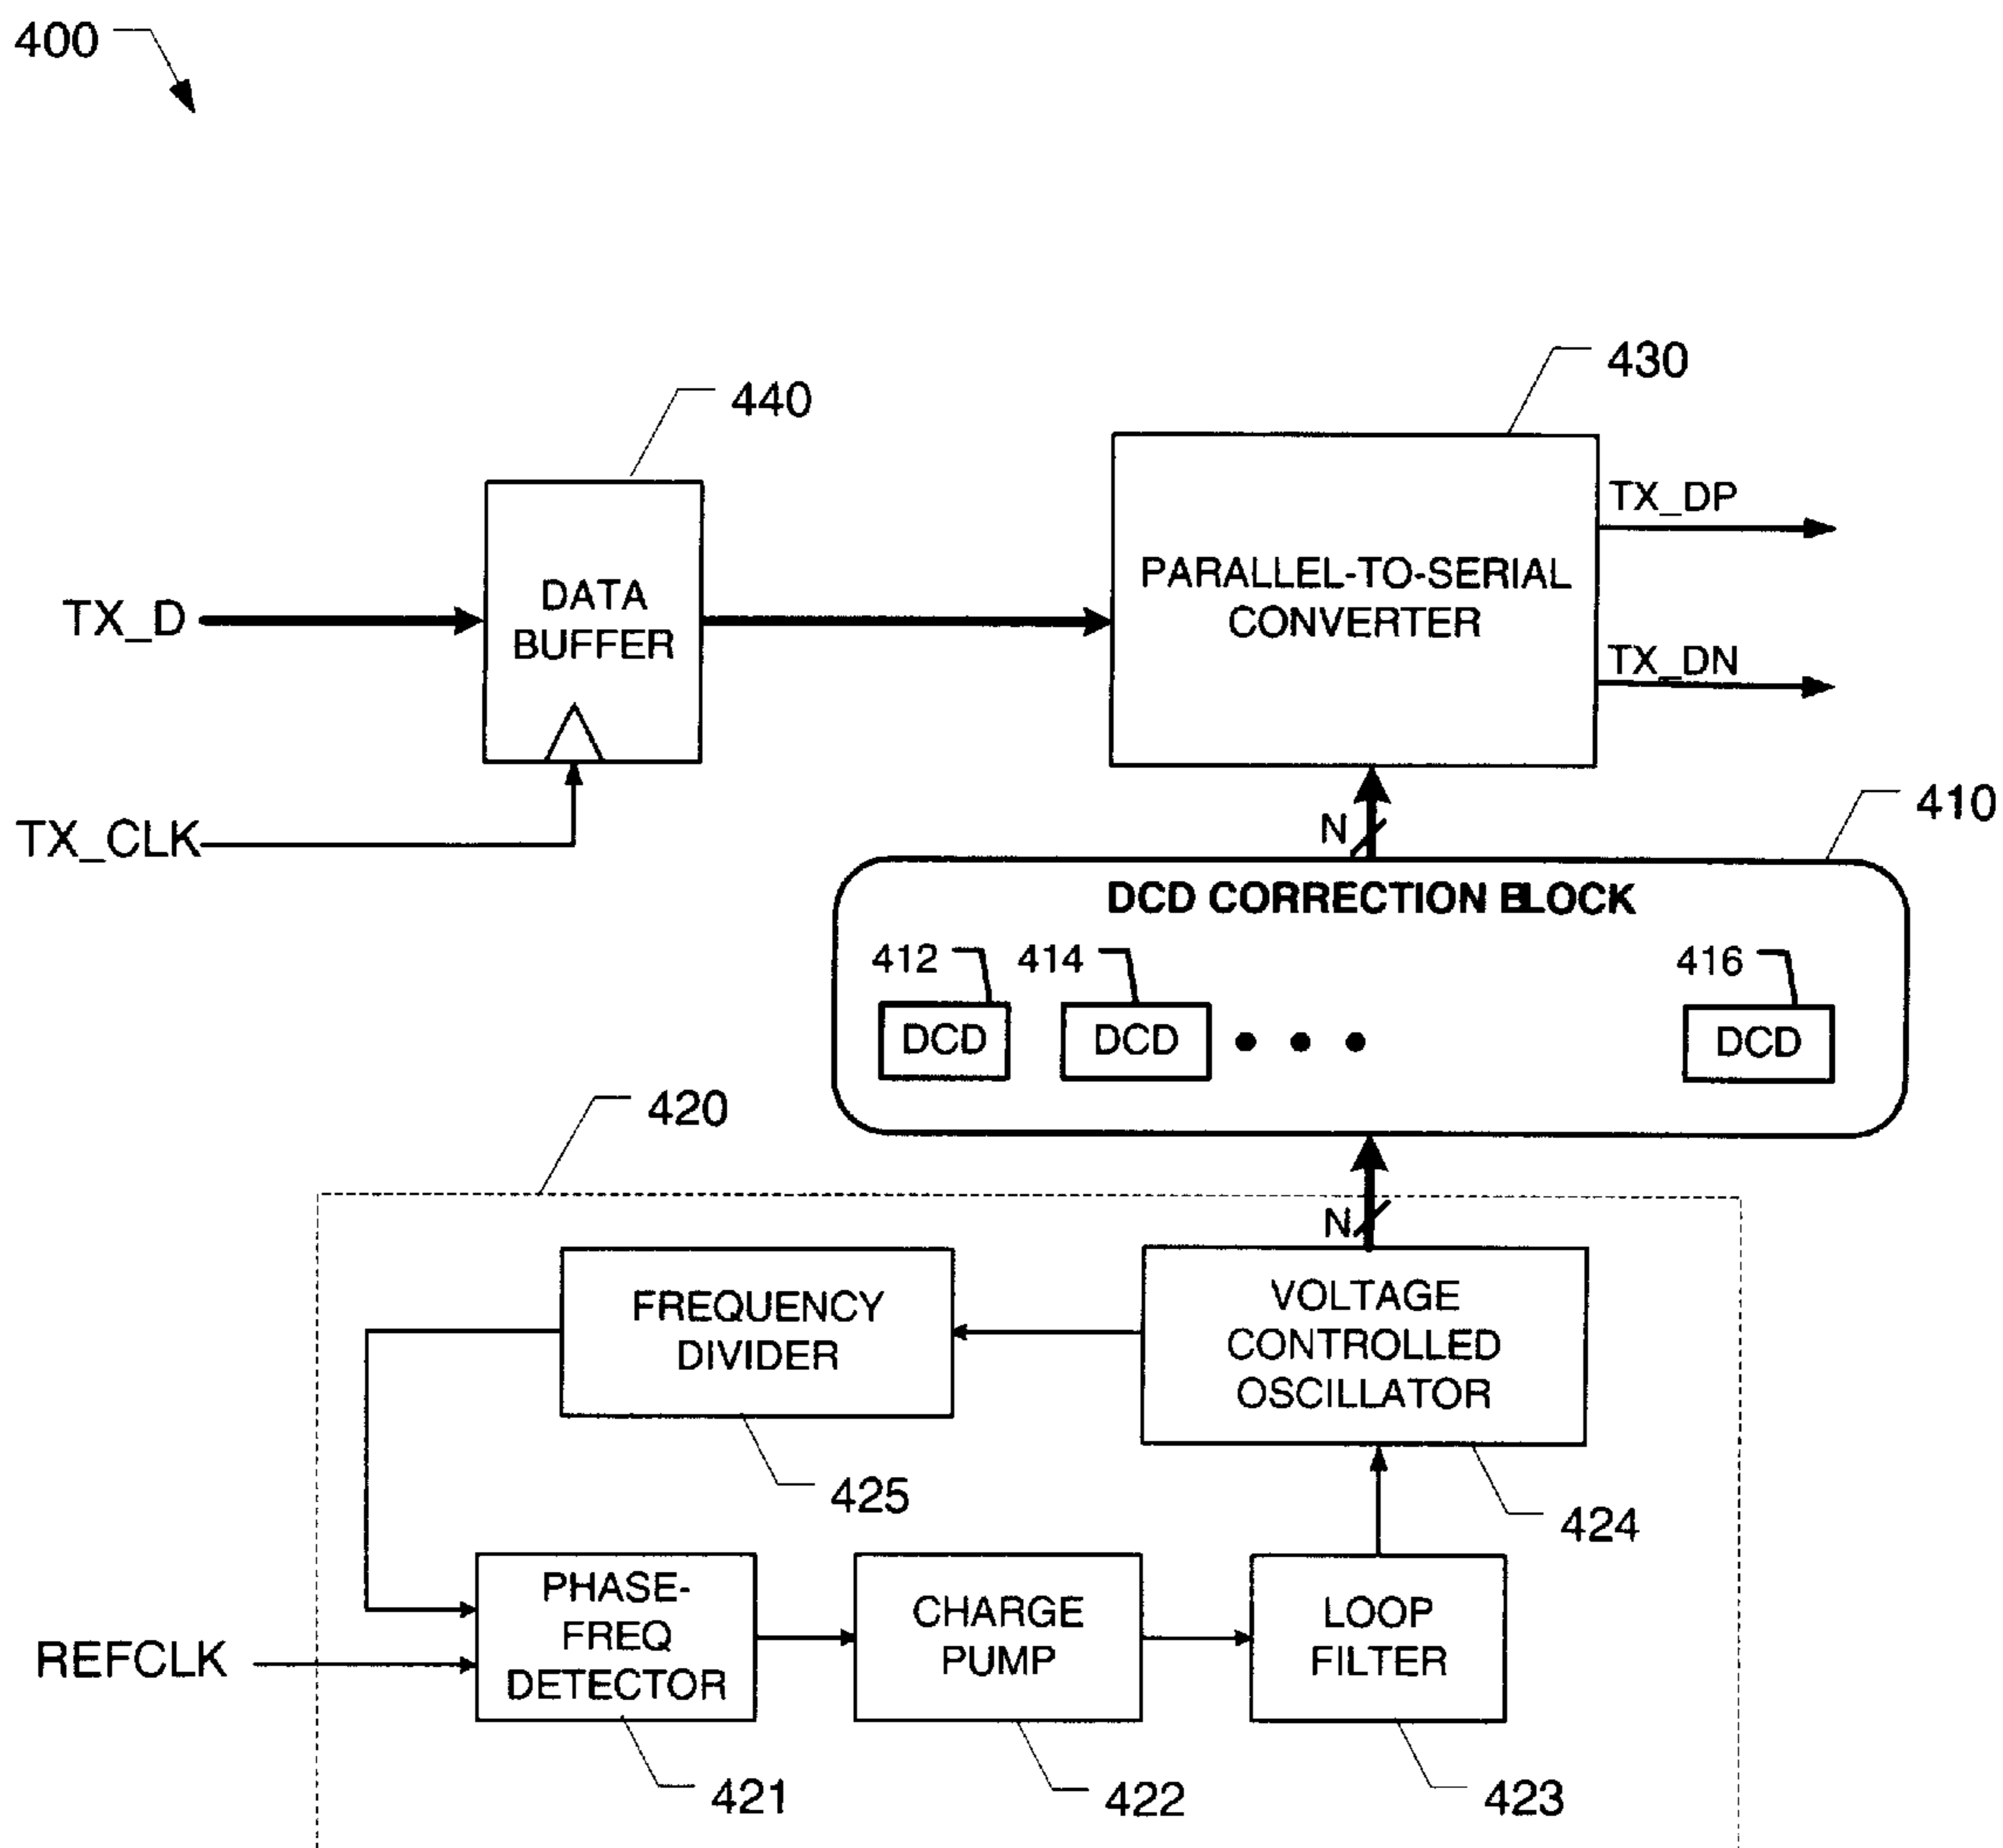 400
430
440
TX_DP
PARALLEL-TO-SERIAL
CONVERTER
DATA
BUFFER
TX_D
TX_DN
410
TX_CLK
N
DCD CORRECTION BLOCK
412
414
416
DCD
DCD
DCD
420
N
FREQUENCY
DIVIDER
VOLTAGE
CONTROLLED
OSCILLATOR
425
424
PHASE-
FREQ
DETECTOR
CHARGE
PUMP
LOOP
FILTER
REFCLK
421
422
423